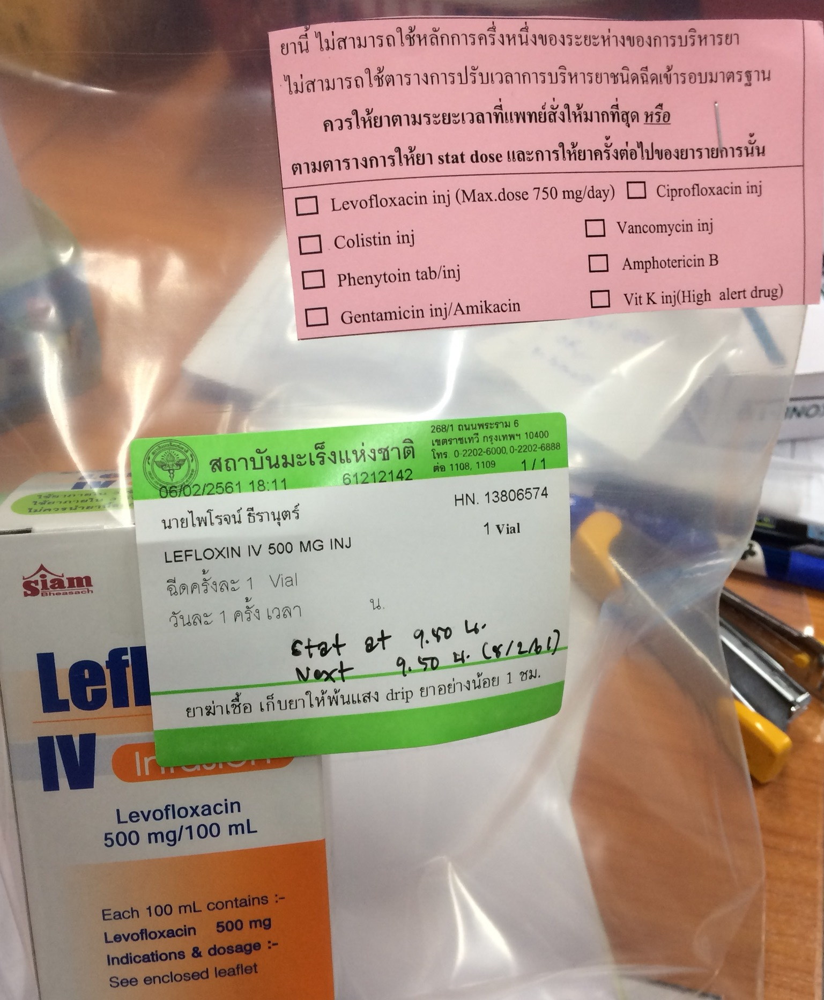 ยานี้ ไม่สามารถใช้หลักการครึ่งหนึ่งของระยะห่างของการบริหารยา
ไม่สามารถใช้ตารางการปรับเวลาการบริหารยาชนิดฉีดเข้ารอบมาตรฐาน
ควรให้ยาตามระยะเวลาที่แพทย์สั่งให้มากที่สุด หรือ
ตามตารางการให้ยา stat dose และการให้ยาครั้งต่อไปของยารายการนั้น
Levofloxacin inj (Max.dose 750 mg/day) Ciprofloxacin inj
Colistin inj Vancomycin inj
Phenytoin tab/inj Amphotericin B
Gentamicin inj/Amikacin Vit K inj(High alert drug)
268/1 ถนนพระราม 6
เขตราชเทวี กรุงเทพฯ 10400
โทร. 0-2202-6000,0-2202-6888
ต่อ 1108, 1109 1/1
สถาบันมะเร็งแห่งชาติ
06/02/2561 18:11 61212142
HN. 13806574
นายไพโรจน์ ธีรานุตร์
1 Vial
LEFLOXIN IV 500 MG INJ
ฉีดครั้งละ 1 Vial
วันละ 1 ครั้ง เวลา น.
stat at 9.50 น.
Next 9.50 น. (8/2/61)
ยาฆ่าเชื้อ เก็บยาให้พ้นแสง drip ยาอย่างน้อย 1 ชม.
Siam
Bheasach
Lefl
IV Infusion
Levofloxacin
500 mg/100 mL
Each 100 mL contains :-
Levofloxacin 500 mg
Indications & dosage :-
See enclosed leaflet